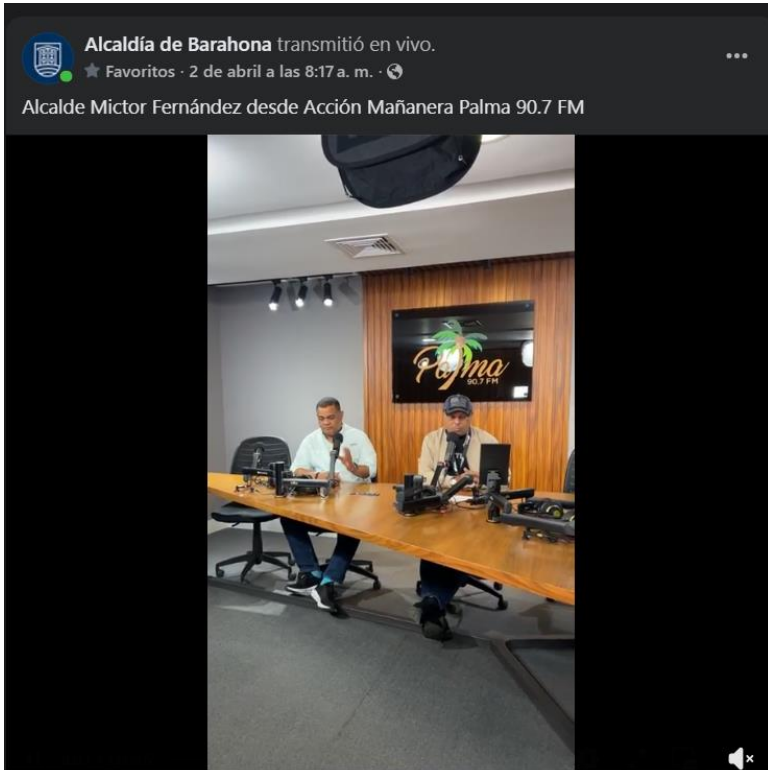 Alcaldía de Barahona transmitió en vivo.
Favoritos · 2 de abril a las 8:17 a. m. ·
Alcalde Mictor Fernández desde Acción Mañanera Palma 90.7 FM
Palma
90.7 FM